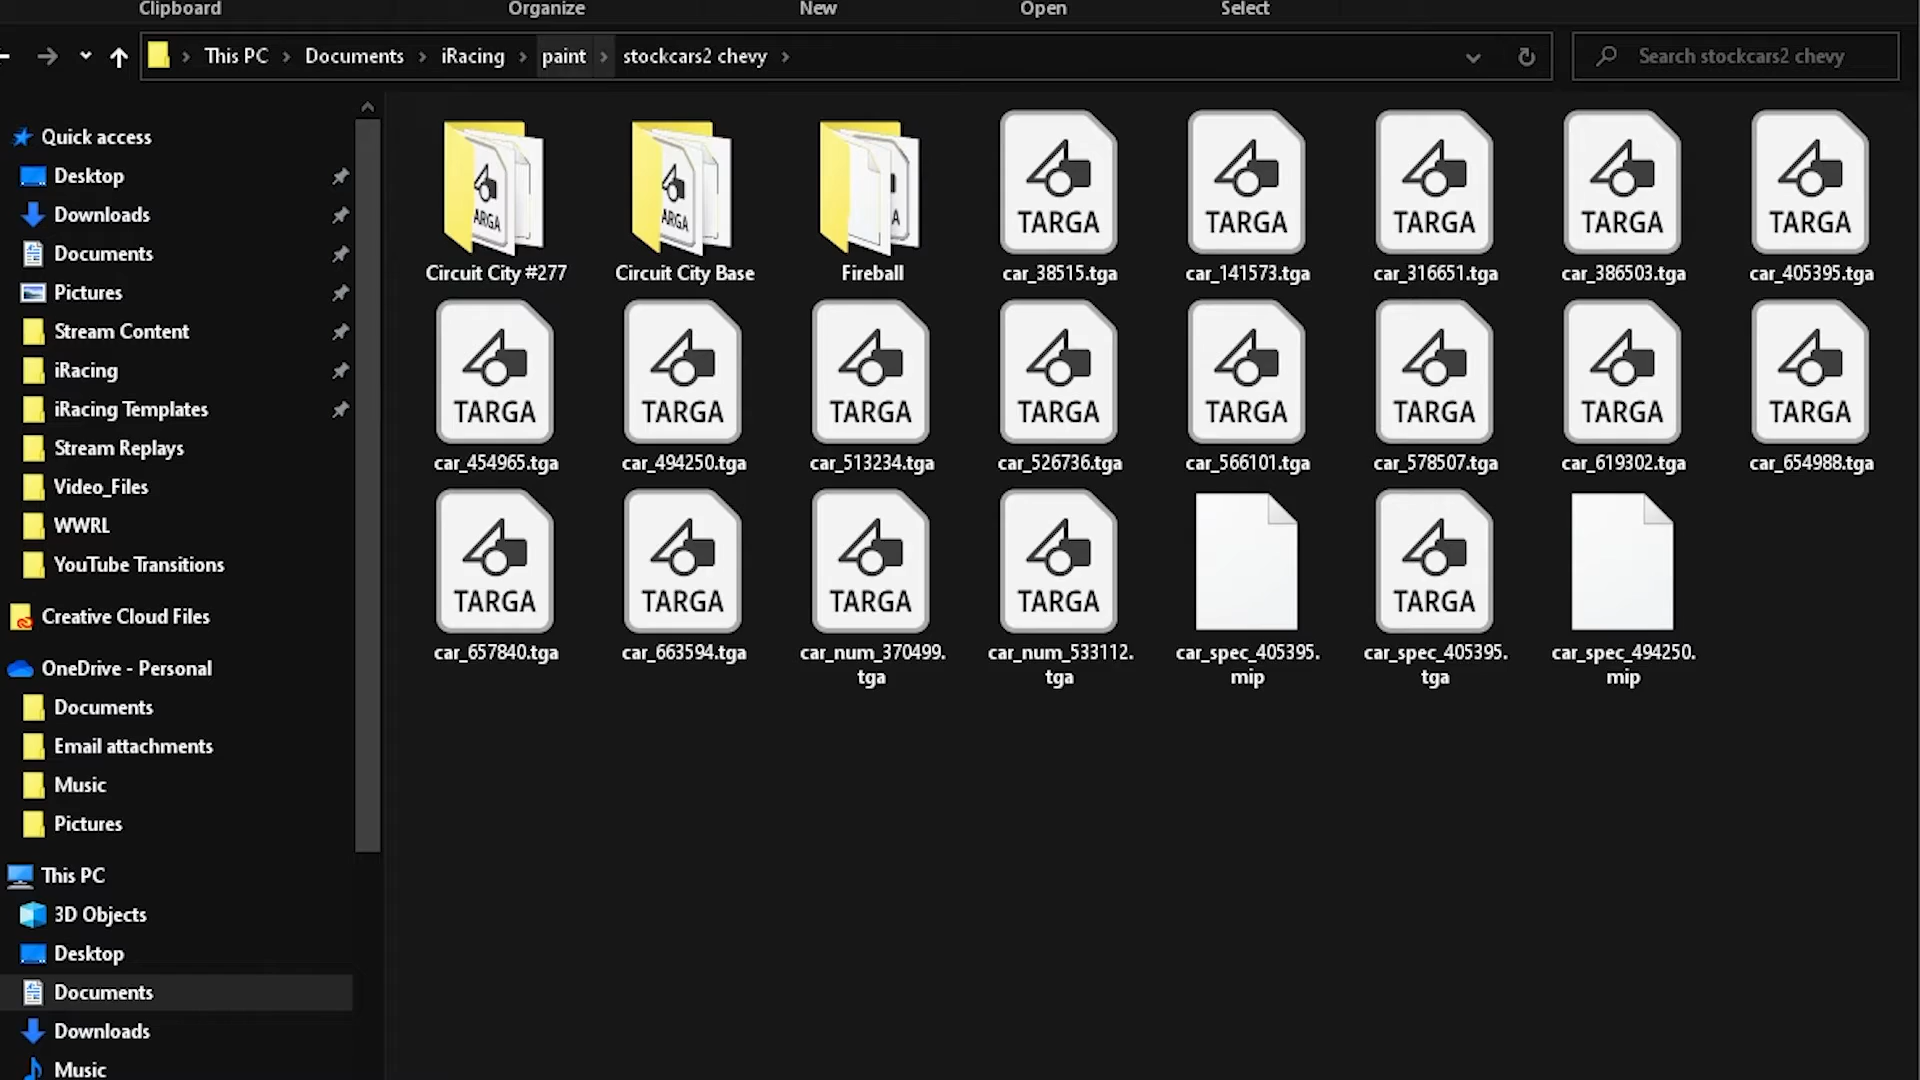 Clipboard
Organize
New
Open
Select
This PC
Documents
iRacing
paint
stockcars2 chevy
Search stockcars2 chevy
Quick access
Desktop
Downloads
Documents
Pictures
Stream Content
iRacing
iRacing Templates
Stream Replays
Video_Files
WWRL
YouTube Transitions
Creative Cloud Files
OneDrive - Personal
Documents
Email attachments
Music
Pictures
This PC
3D Objects
Desktop
Documents
Downloads
Music
TARGA
TARGA
A
TARGA
TARGA
TARGA
TARGA
TARGA
Circuit City #277
Circuit City Base
Fireball
car_38515.tga
car_141573.tga
car_316651.tga
car_386503.tga
car_405395.tga
TARGA
TARGA
TARGA
TARGA
TARGA
TARGA
TARGA
TARGA
car_454965.tga
car_494250.tga
car_513234.tga
car_526736.tga
car_566101.tga
car_578507.tga
car_619302.tga
car_654988.tga
TARGA
TARGA
TARGA
TARGA
TARGA
car_657840.tga
car_663594.tga
car_num_370499.
tga
car_num_533112.
tga
car_spec_405395.
mip
car_spec_405395.
tga
car_spec_494250.
mip